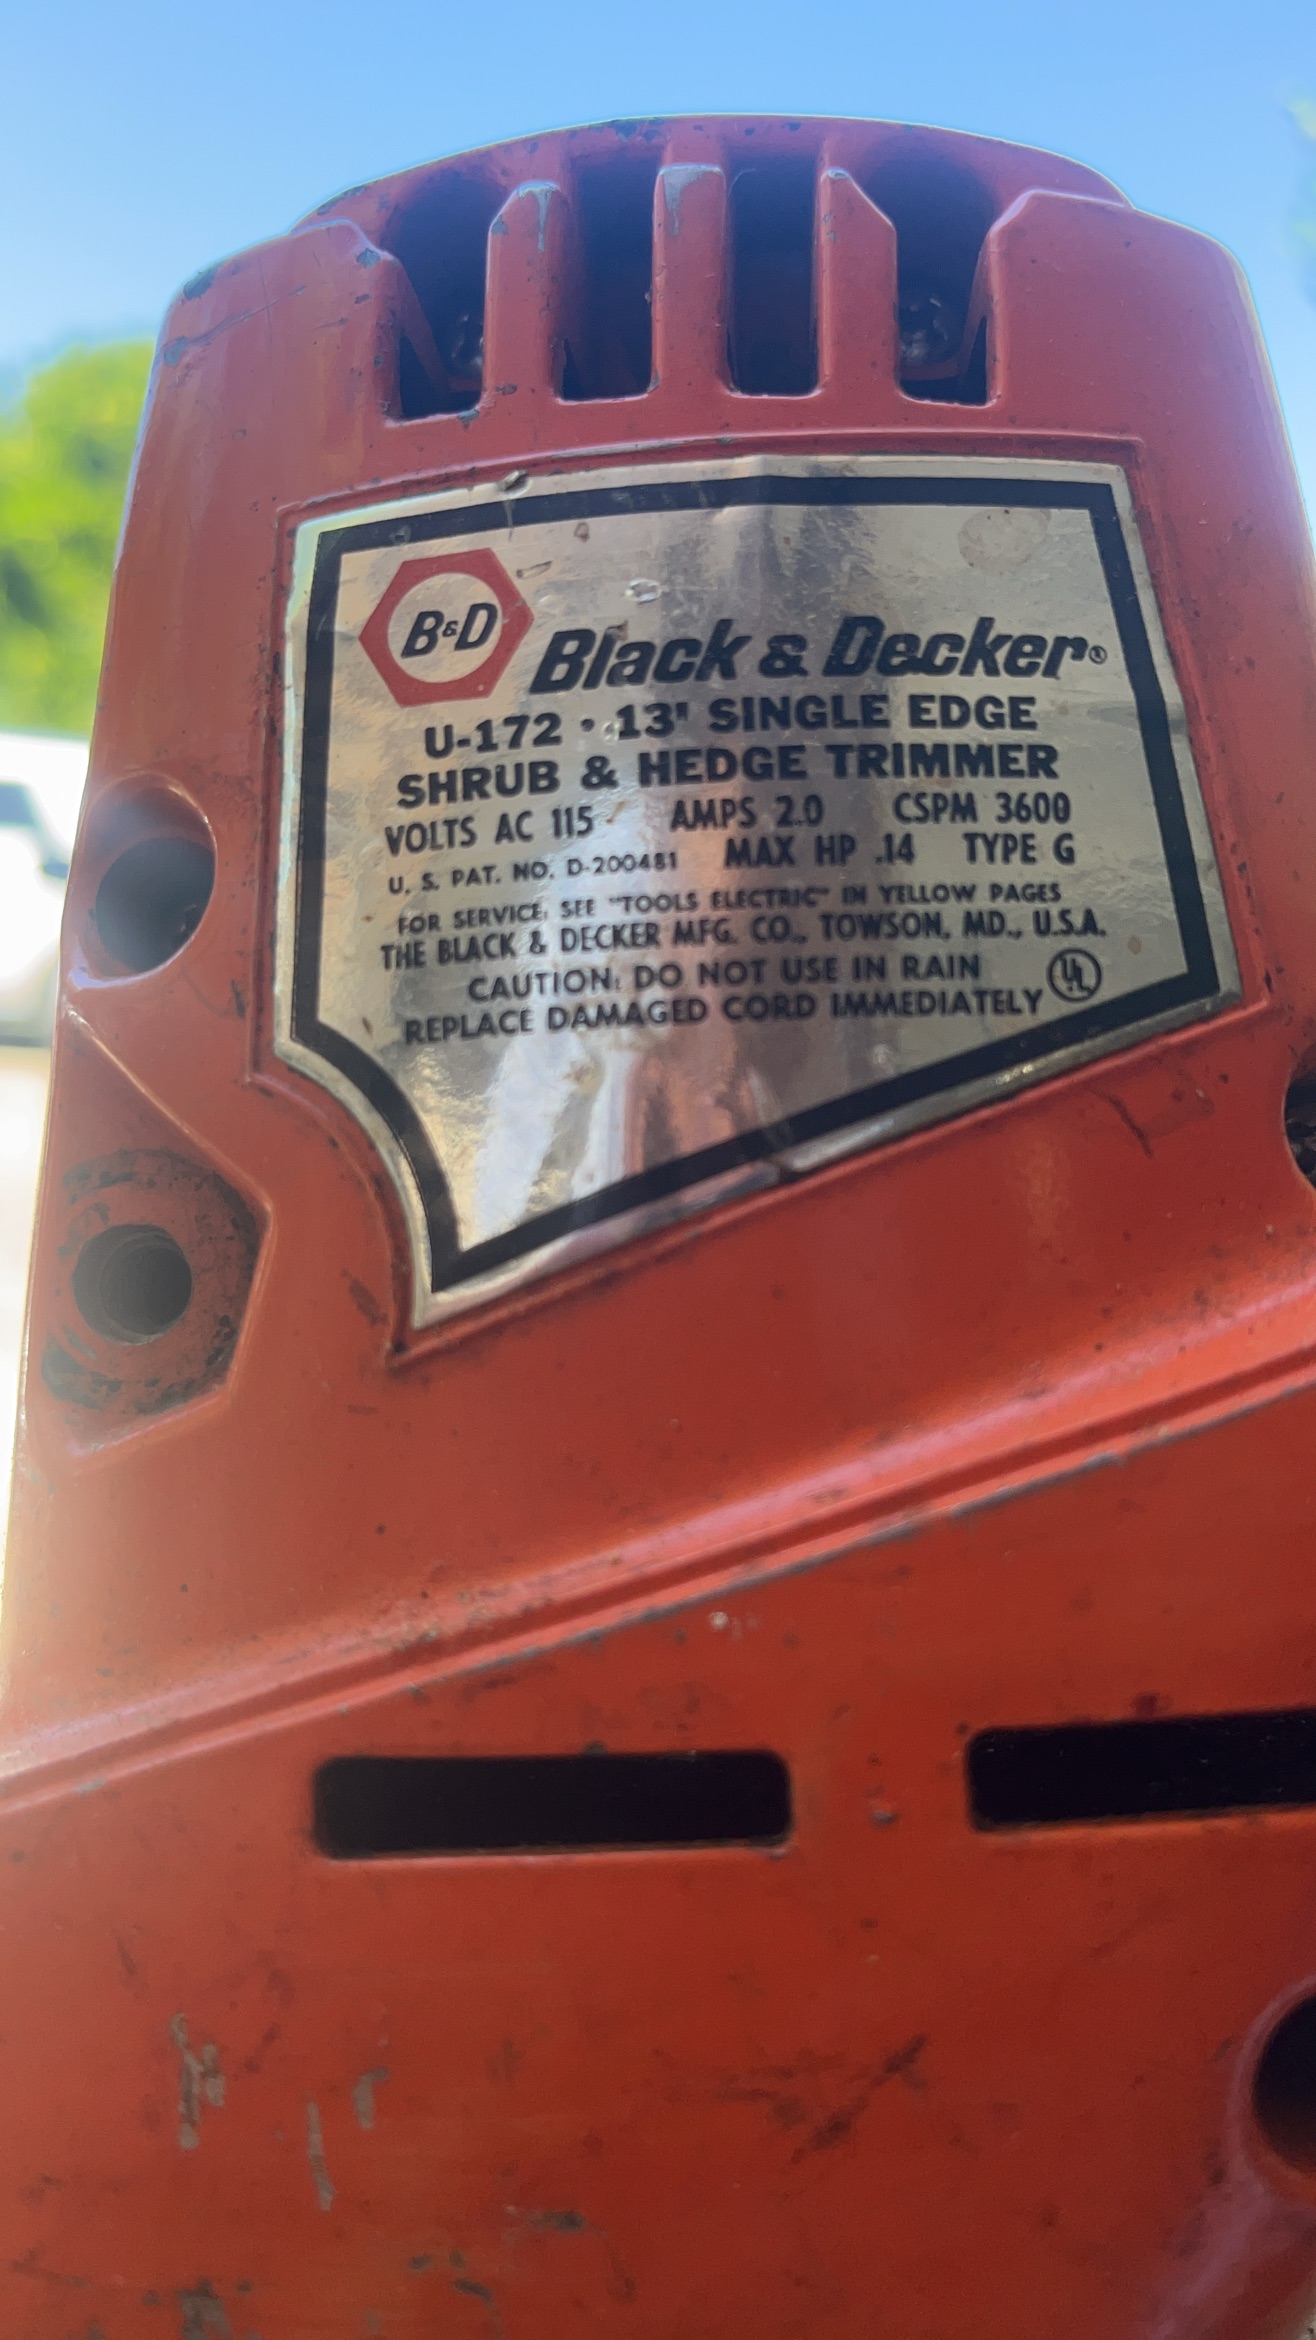 B&D
Black & Decker®
U-172 • 13" SINGLE EDGE
SHRUB & HEDGE TRIMMER
VOLTS AC 115 AMPS 2.0 CSPM 3600
U. S. PAT. NO. D-200481 MAX HP .14 TYPE G
FOR SERVICE, SEE "TOOLS ELECTRIC" IN YELLOW PAGES
THE BLACK & DECKER MFG. CO., TOWSON, MD., U.S.A.
CAUTION: DO NOT USE IN RAIN
REPLACE DAMAGED CORD IMMEDIATELY
UL